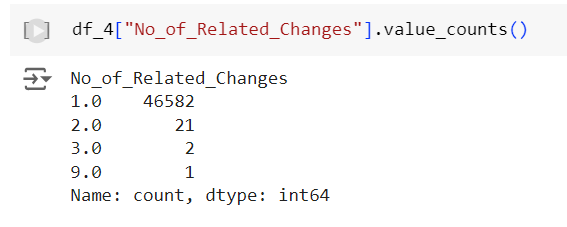 df_4["No_of_Related_Changes"].value_counts()
No_of_Related_Changes
1.0    46582
2.0       21
3.0        2
9.0        1
Name: count, dtype: int64